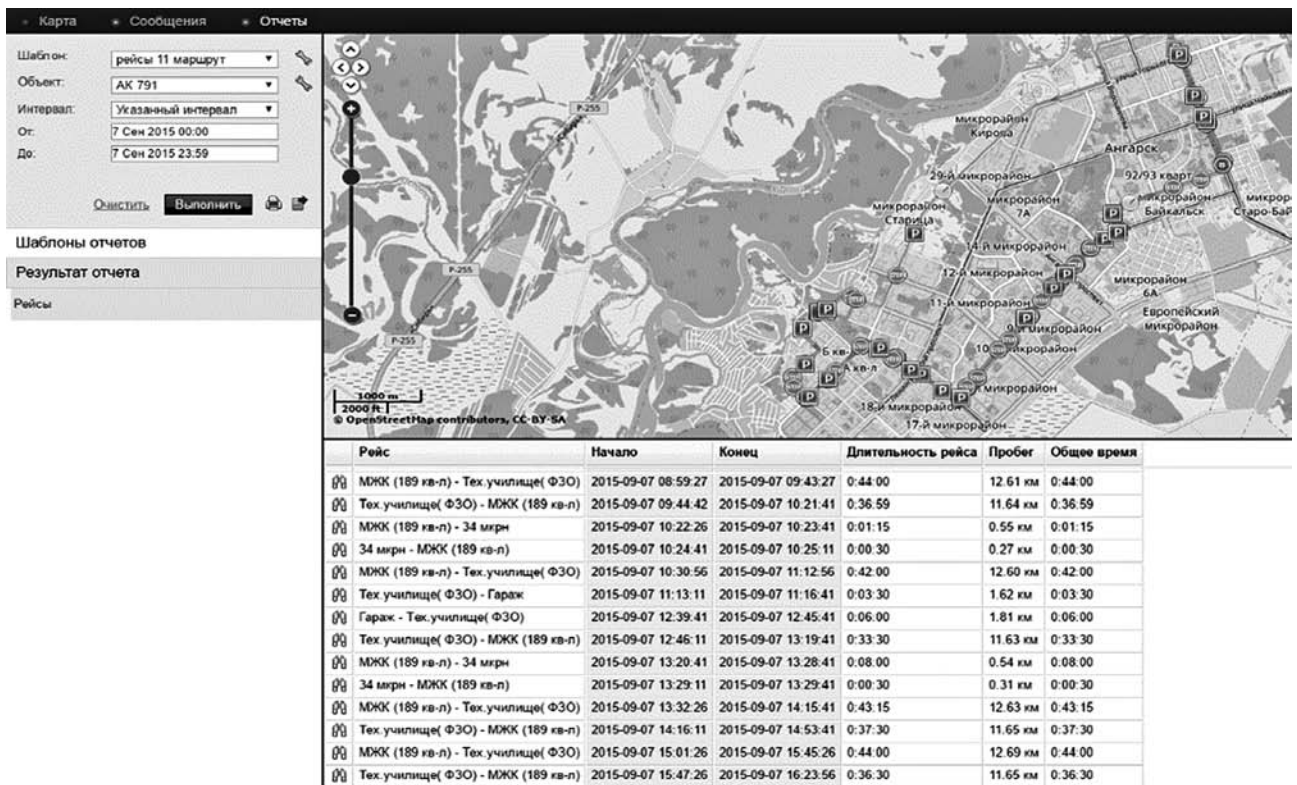 Карта Сообщения Отчеты
Шаблон: рейсы 11 маршрут
Объект: АК 791
Интервал: Указанный интервал
От: 7 Сен 2015 00:00
До: 7 Сен 2015 23:59
Очистить Выполнить
Шаблоны отчетов
Результат отчета
Рейсы
Р-255
микрорайон
Кирова
Ангарск
29-й микрорайон
92/93 кварт
микрорайон
7А
микрорайон
Старица
микрорайон
Байкальск
микрор
Старо-Бай
14-й микрорайон
12-й микрорайон
микрорайон
6А
Р-255
11-й микрорайон
Европейский
микрорайон
9-й микрорайон
Р-255
Б кв-
10 микрорайон
А кв-л
микрорайон
18-й микрорайон
17-й микрорайон
1000 m
2000 ft
© OpenStreetMap contributors, CC-BY-SA
Рейс Начало Конец Длительность рейса Пробег Общее время
МЖК (189 кв-л) - Тех.училище( ФЗО) 2015-09-07 08:59:27 2015-09-07 09:43:27 0:44:00 12.61 км 0:44:00
Тех.училище( ФЗО) - МЖК (189 кв-л) 2015-09-07 09:44:42 2015-09-07 10:21:41 0:36:59 11.64 км 0:36:59
МЖК (189 кв-л) - 34 мкрн 2015-09-07 10:22:26 2015-09-07 10:23:41 0:01:15 0.55 км 0:01:15
34 мкрн - МЖК (189 кв-л) 2015-09-07 10:24:41 2015-09-07 10:25:11 0:00:30 0.27 км 0:00:30
МЖК (189 кв-л) - Тех.училище( ФЗО) 2015-09-07 10:30:56 2015-09-07 11:12:56 0:42:00 12.60 км 0:42:00
Тех.училище( ФЗО) - Гараж 2015-09-07 11:13:11 2015-09-07 11:16:41 0:03:30 1.62 км 0:03:30
Гараж - Тех.училище( ФЗО) 2015-09-07 12:39:41 2015-09-07 12:45:41 0:06:00 1.81 км 0:06:00
Тех.училище( ФЗО) - МЖК (189 кв-л) 2015-09-07 12:46:11 2015-09-07 13:19:41 0:33:30 11.63 км 0:33:30
МЖК (189 кв-л) - 34 мкрн 2015-09-07 13:20:41 2015-09-07 13:28:41 0:08:00 0.54 км 0:08:00
34 мкрн - МЖК (189 кв-л) 2015-09-07 13:29:11 2015-09-07 13:29:41 0:00:30 0.31 км 0:00:30
МЖК (189 кв-л) - Тех.училище( ФЗО) 2015-09-07 13:32:26 2015-09-07 14:15:41 0:43:15 12.63 км 0:43:15
Тех.училище( ФЗО) - МЖК (189 кв-л) 2015-09-07 14:16:11 2015-09-07 14:53:41 0:37:30 11.65 км 0:37:30
МЖК (189 кв-л) - Тех.училище( ФЗО) 2015-09-07 15:01:26 2015-09-07 15:45:26 0:44:00 12.69 км 0:44:00
Тех.училище( ФЗО) - МЖК (189 кв-л) 2015-09-07 15:47:26 2015-09-07 16:23:56 0:36:30 11.65 км 0:36:30